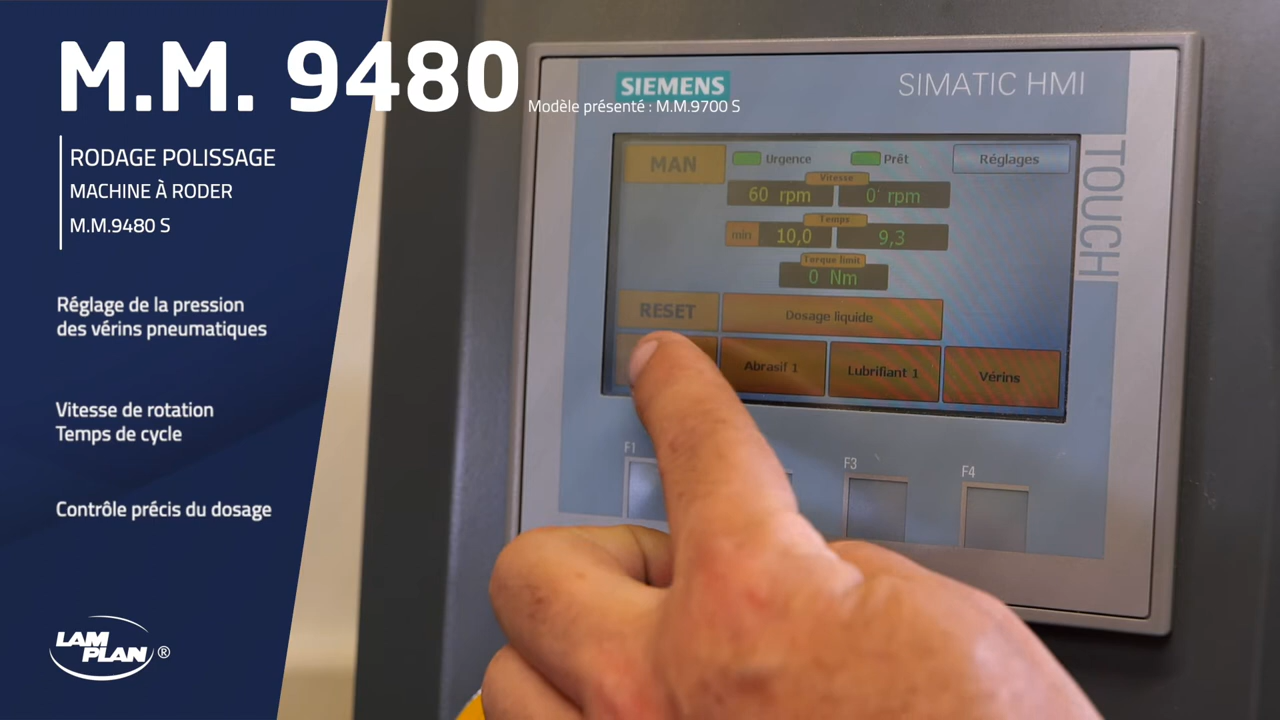 M.M. 9480
Modèle présenté : M.M.9700 S
RODAGE POLISSAGE
MACHINE À RODER
M.M.9480 S
Réglage de la pression
des vérins pneumatiques
Vitesse de rotation
Temps de cycle
Contrôle précis du dosage
LAM
PLAN ®
SIEMENS
SIMATIC HMI
TOUCH
MAN
Urgence
Prêt
Réglages
Vitesse
60 rpm
0 rpm
Temps
min
10,0
9,3
Torque limit
0 Nm
RESET
Dosage liquide
Abrasif 1
Lubrifiant 1
Vérins
F1
F3
F4